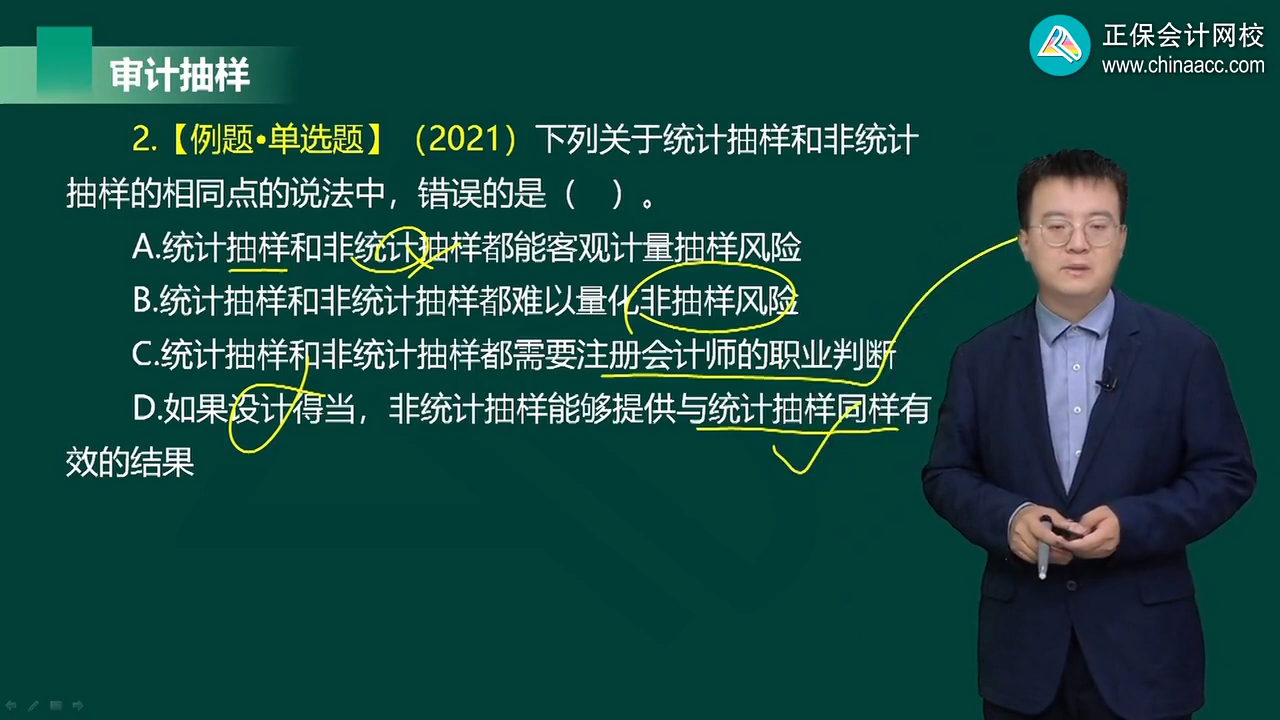 正保会计网校
www.chinaacc.com
审计抽样
2.【例题•单选题】（2021）下列关于统计抽样和非统计
抽样的相同点的说法中，错误的是（ ）。
A.统计抽样和非统计抽样都能客观计量抽样风险
B.统计抽样和非统计抽样都难以量化非抽样风险
C.统计抽样和非统计抽样都需要注册会计师的职业判断
D.如果设计得当，非统计抽样能够提供与统计抽样同样有
效的结果